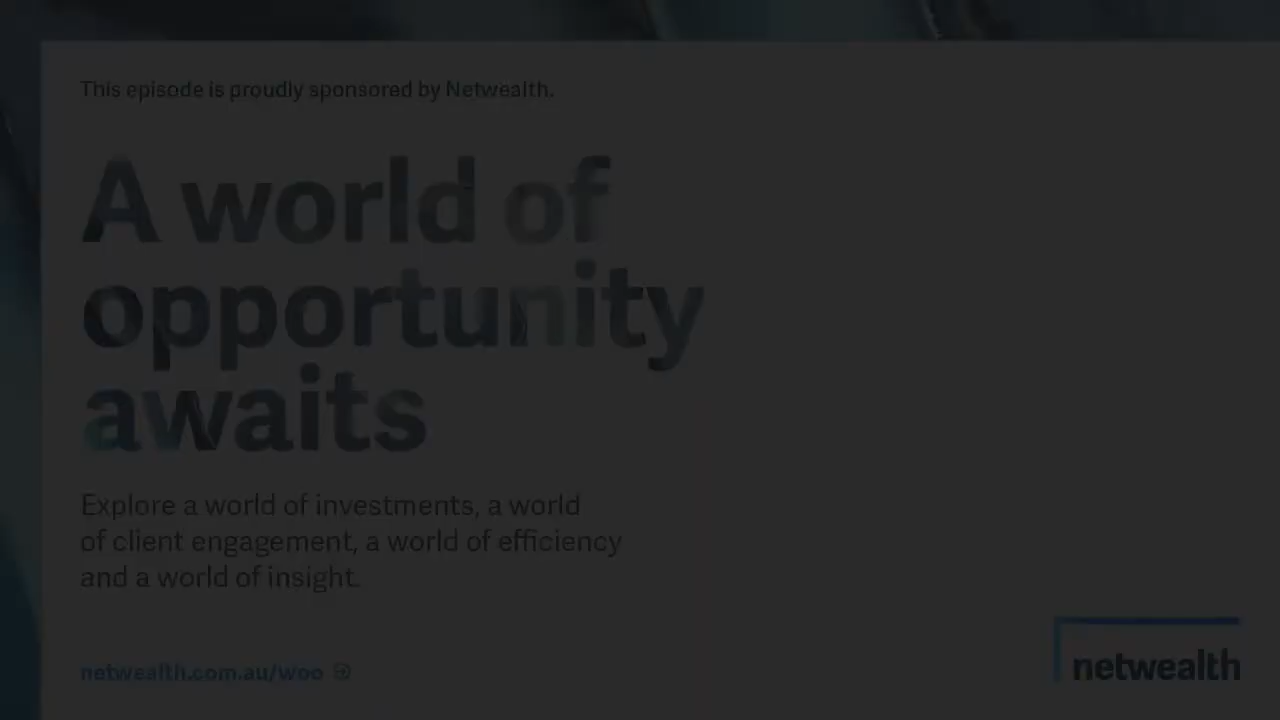 This episode is proudly sponsored by Netwealth.
A world of
opportunity
awaits
Explore a world of investments, a world
of client engagement, a world of efficiency
and a world of insight.
netwealth.com.au/woo
netwealth